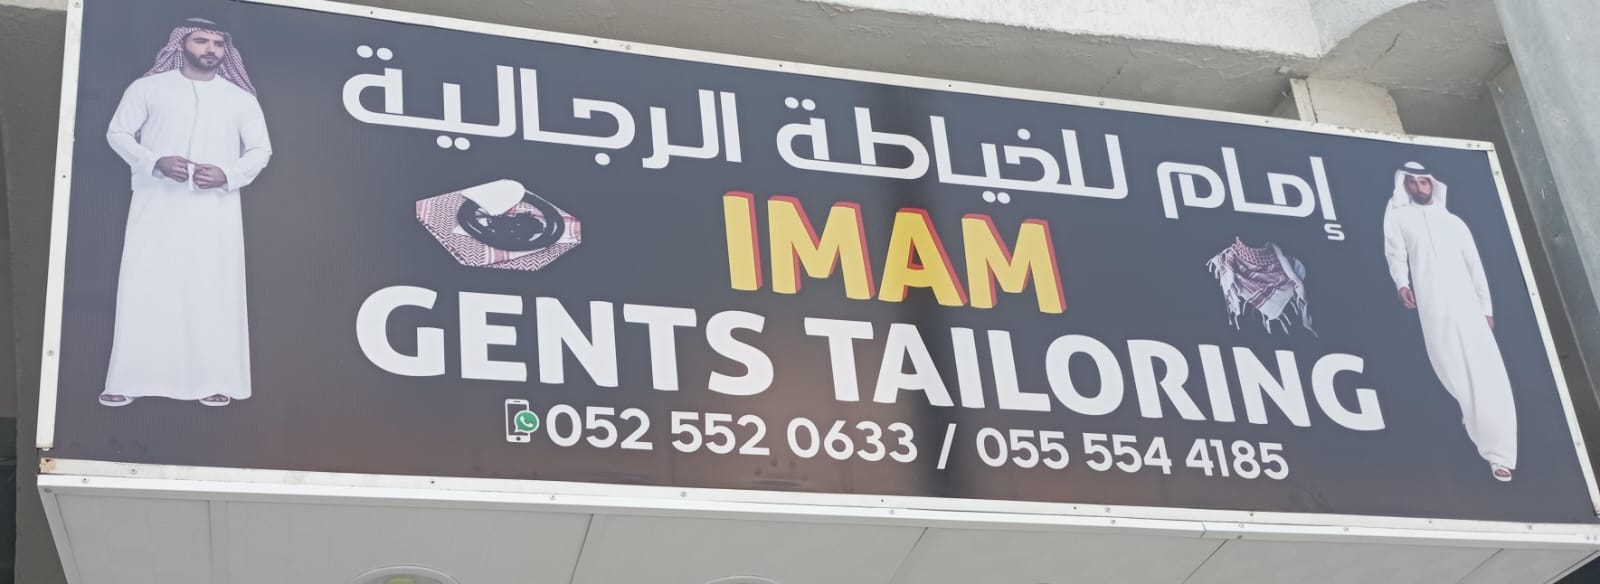 إمام للخياطة الرجالية
IMAM
GENTS TAILORING
052 552 0633 / 055 554 4185